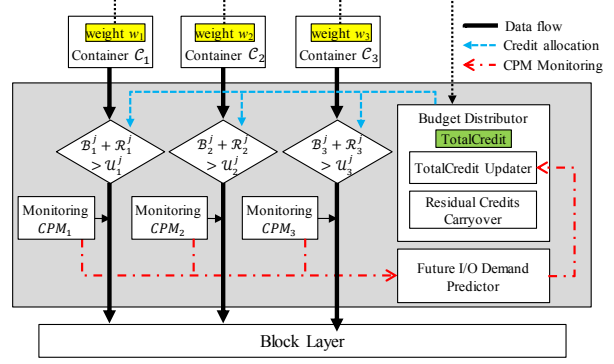 weight w₁
Container 𝒞₁
weight w₂
Container 𝒞₂
weight w₃
Container 𝒞₃
Data flow
Credit allocation
CPM Monitoring
ℬ₁ʲ + ℛ₁ʲ
> 𝒰₁ʲ
ℬ₂ʲ + ℛ₂ʲ
> 𝒰₂ʲ
ℬ₃ʲ + ℛ₃ʲ
> 𝒰₃ʲ
Budget Distributor
TotalCredit
TotalCredit Updater
Residual Credits
Carryover
Monitoring
CPM₁
Monitoring
CPM₂
Monitoring
CPM₃
Future I/O Demand
Predictor
Block Layer